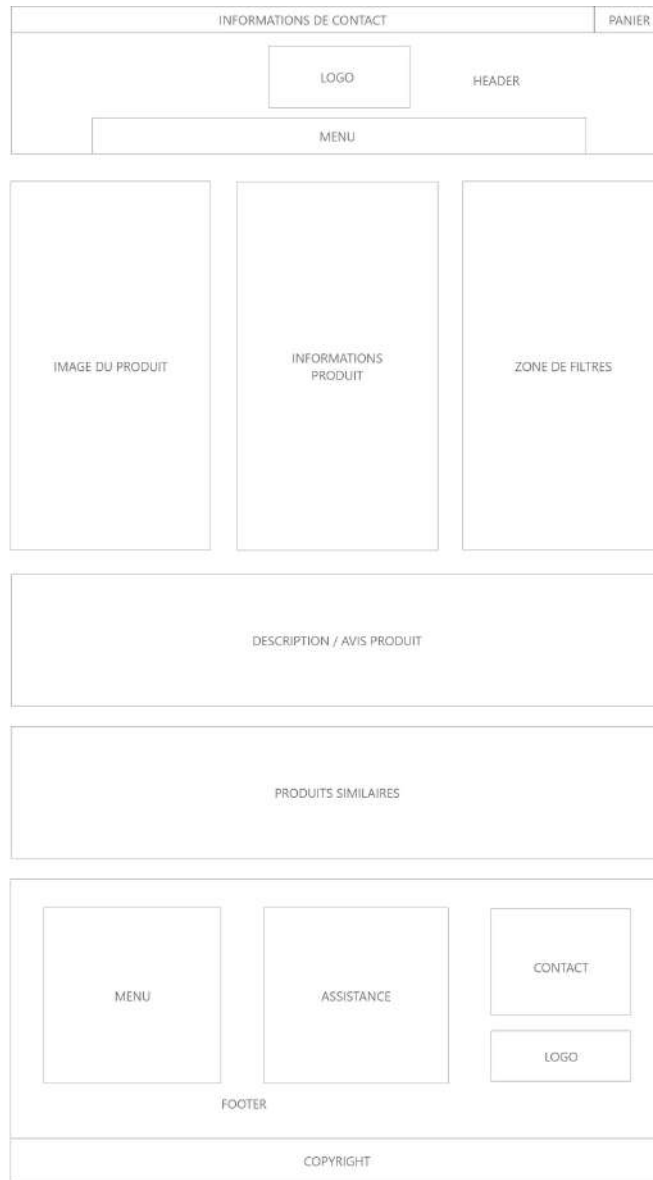 INFORMATIONS DE CONTACT
PANIER
LOGO
HEADER
MENU
IMAGE DU PRODUIT
INFORMATIONS
PRODUIT
ZONE DE FILTRES
DESCRIPTION / AVIS PRODUIT
PRODUITS SIMILAIRES
MENU
ASSISTANCE
CONTACT
LOGO
FOOTER
COPYRIGHT